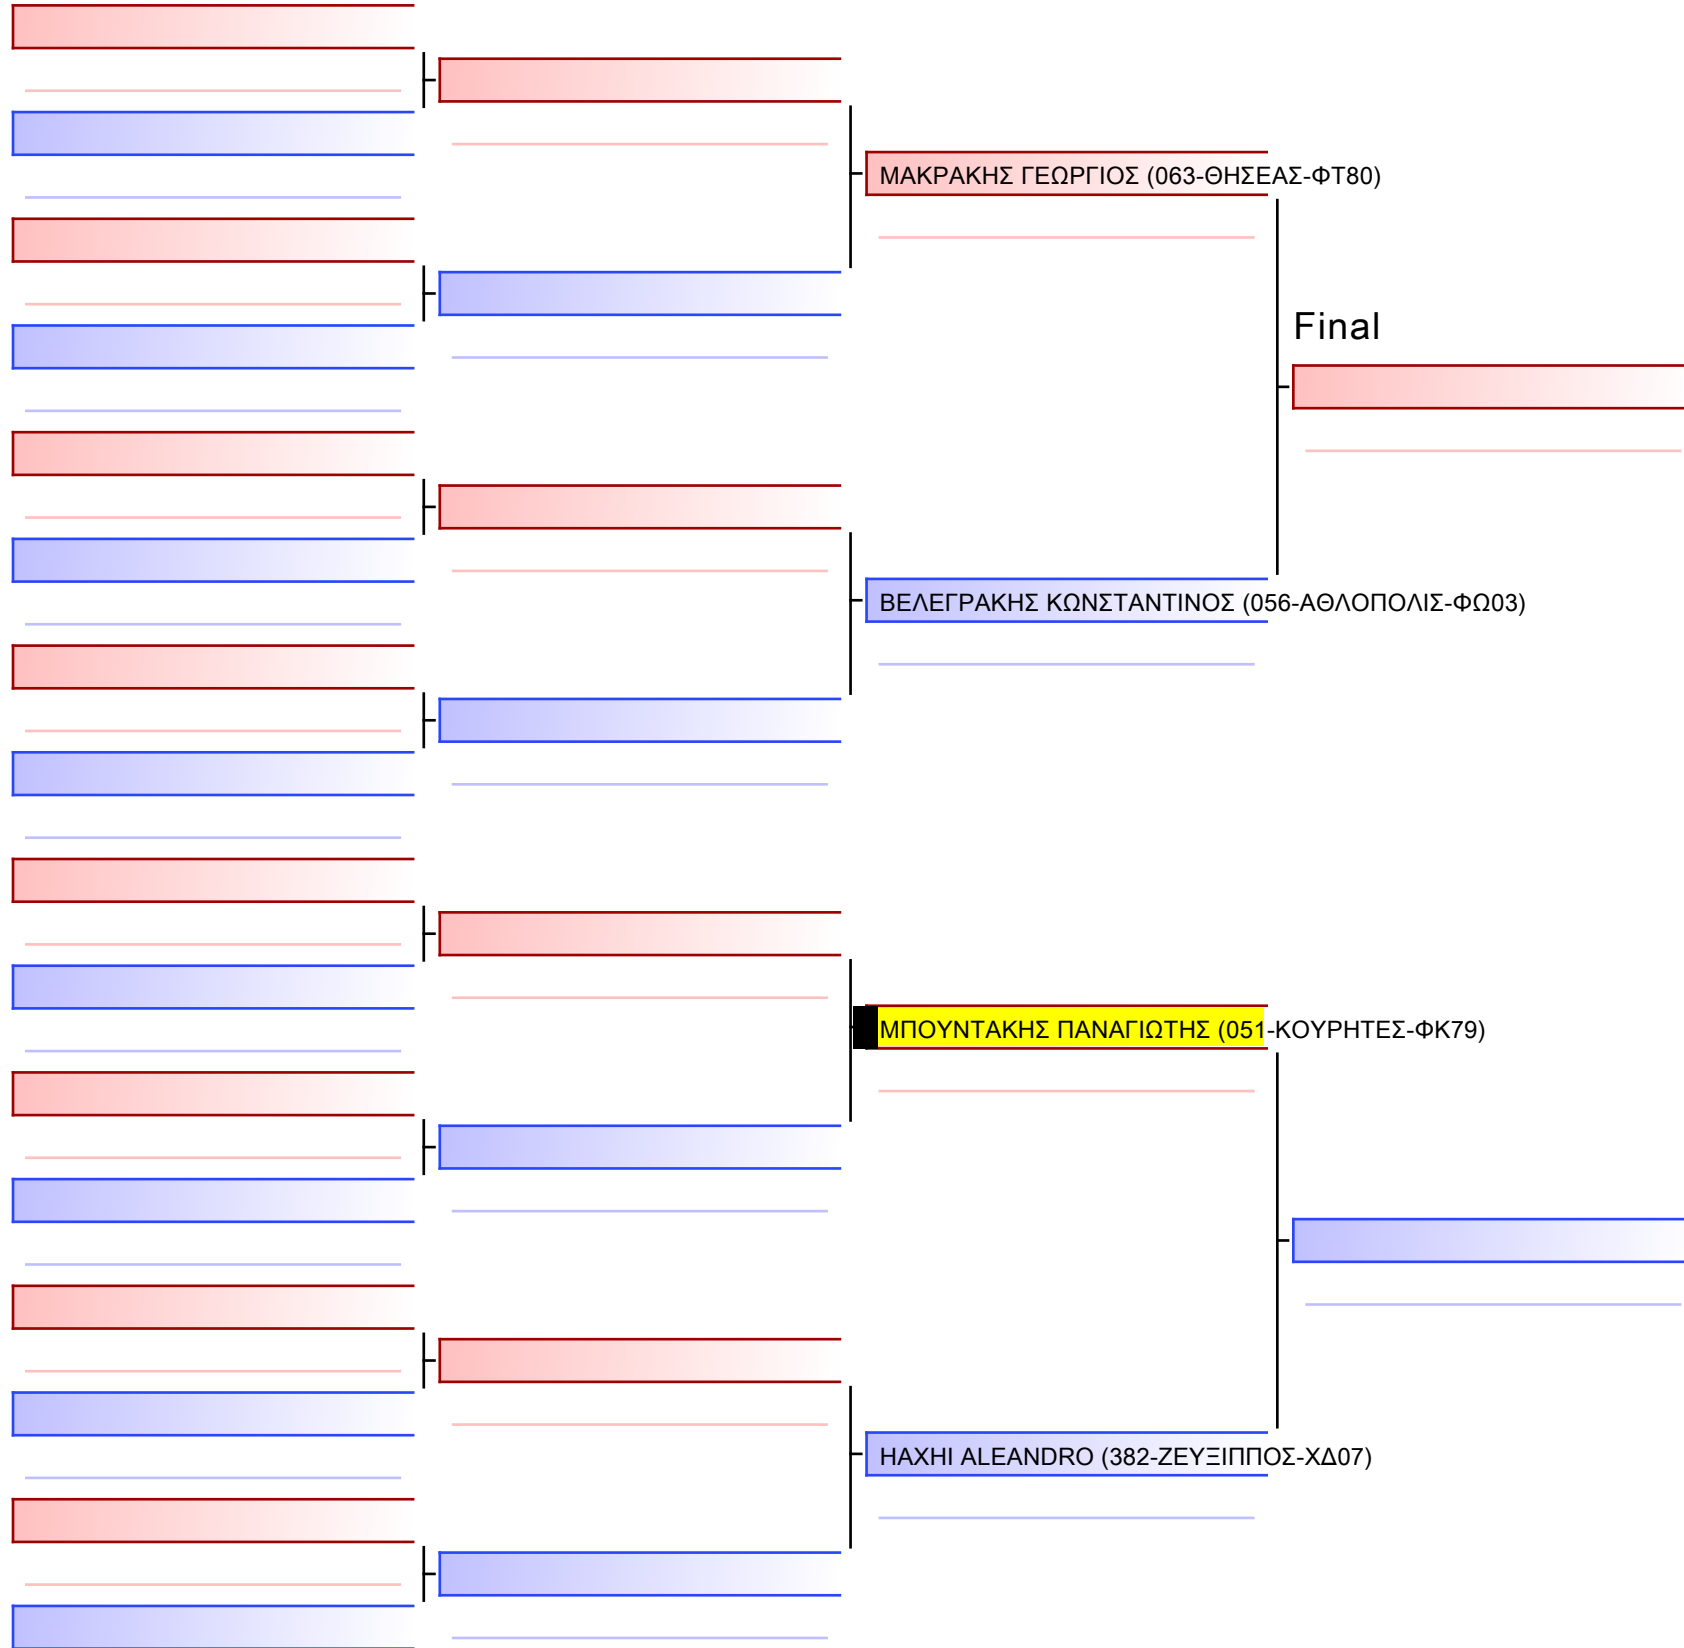 ΜΑΚΡΑΚΗΣ ΓΕΩΡΓΙΟΣ (063-ΘΗΣΕΑΣ-ΦΤ80)
Final
ΒΕΛΕΓΡΑΚΗΣ ΚΩΝΣΤΑΝΤΙΝΟΣ (056-ΑΘΛΟΠΟΛΙΣ-ΦΩ03)
ΜΠΟΥΝΤΑΚΗΣ ΠΑΝΑΓΙΩΤΗΣ (051-ΚΟΥΡΗΤΕΣ-ΦΚ79)
HAXHI ALEANDRO (382-ΖΕΥΞΙΠΠΟΣ-ΧΔ07)